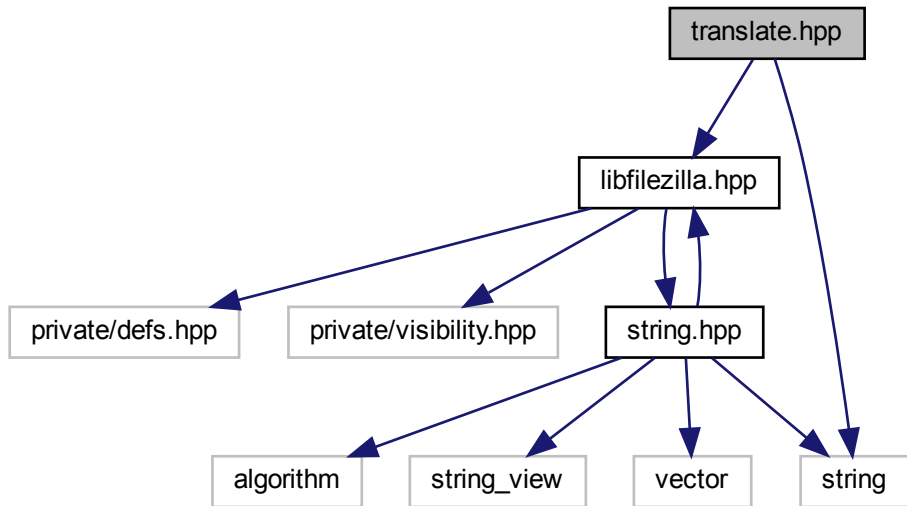 translate.hpp
libfilezilla.hpp
private/defs.hpp
private/visibility.hpp
string.hpp
algorithm
string_view
vector
string